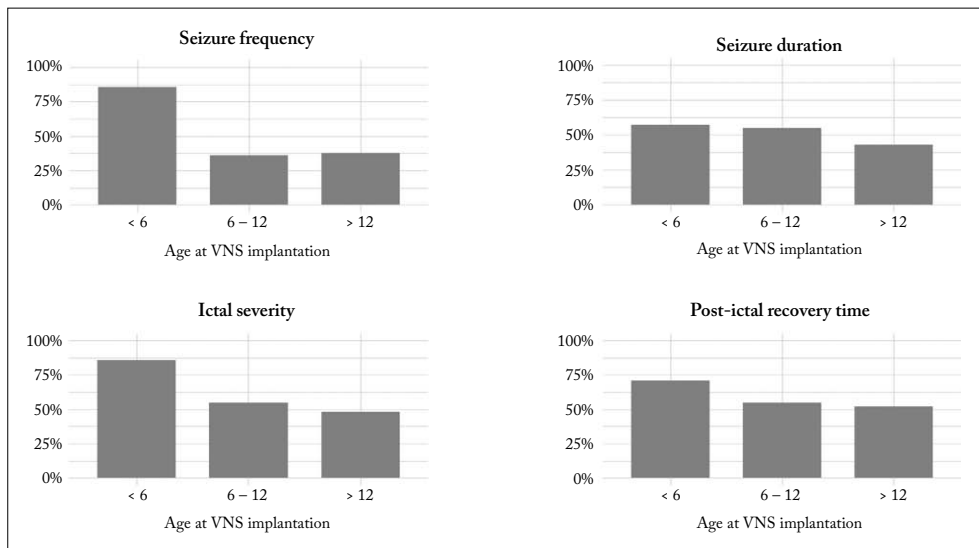 Seizure frequency
100%
75%
50%
25%
0%
< 6
6 – 12
> 12
Age at VNS implantation
Seizure duration
100%
75%
50%
25%
0%
< 6
6 – 12
> 12
Age at VNS implantation
Ictal severity
100%
75%
50%
25%
0%
< 6
6 – 12
> 12
Age at VNS implantation
Post-ictal recovery time
100%
75%
50%
25%
0%
< 6
6 – 12
> 12
Age at VNS implantation